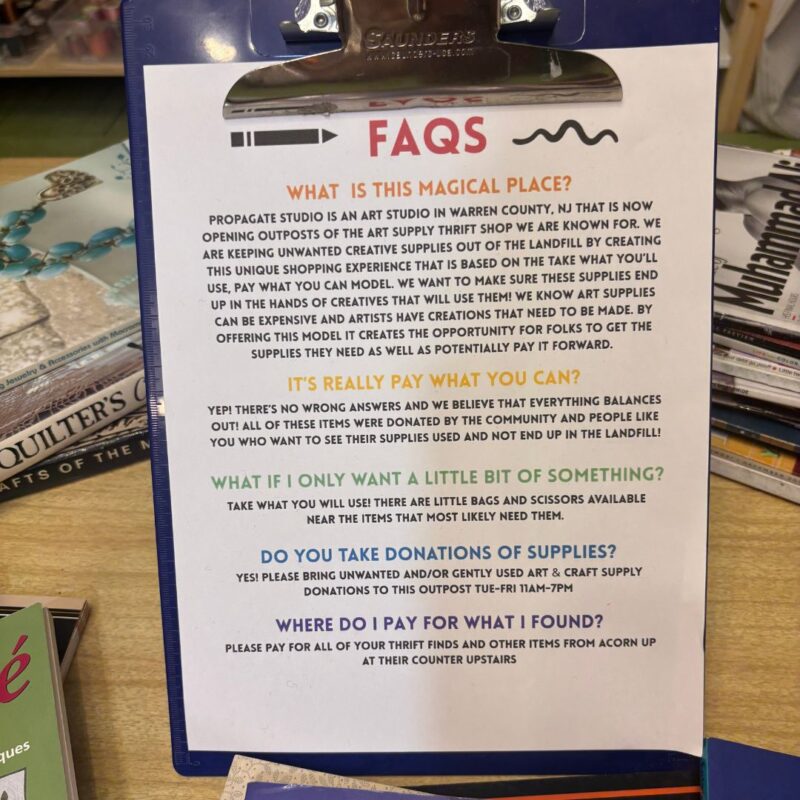 SAUNDERS
www.saunders-usa.com
FAQS
WHAT IS THIS MAGICAL PLACE?
PROPAGATE STUDIO IS AN ART STUDIO IN WARREN COUNTY, NJ THAT IS NOW
OPENING OUTPOSTS OF THE ART SUPPLY THRIFT SHOP WE ARE KNOWN FOR. WE
ARE KEEPING UNWANTED CREATIVE SUPPLIES OUT OF THE LANDFILL BY CREATING
THIS UNIQUE SHOPPING EXPERIENCE THAT IS BASED ON THE TAKE WHAT YOU'LL
USE, PAY WHAT YOU CAN MODEL. WE WANT TO MAKE SURE THESE SUPPLIES END
UP IN THE HANDS OF CREATIVES THAT WILL USE THEM! WE KNOW ART SUPPLIES
CAN BE EXPENSIVE AND ARTISTS HAVE CREATIONS THAT NEED TO BE MADE. BY
OFFERING THIS MODEL IT CREATES THE OPPORTUNITY FOR FOLKS TO GET THE
SUPPLIES THEY NEED AS WELL AS POTENTIALLY PAY IT FORWARD.
IT'S REALLY PAY WHAT YOU CAN?
YEP! THERE'S NO WRONG ANSWERS AND WE BELIEVE THAT EVERYTHING BALANCES
OUT! ALL OF THESE ITEMS WERE DONATED BY THE COMMUNITY AND PEOPLE LIKE
YOU WHO WANT TO SEE THEIR SUPPLIES USED AND NOT END UP IN THE LANDFILL!
WHAT IF I ONLY WANT A LITTLE BIT OF SOMETHING?
TAKE WHAT YOU WILL USE! THERE ARE LITTLE BAGS AND SCISSORS AVAILABLE
NEAR THE ITEMS THAT MOST LIKELY NEED THEM.
DO YOU TAKE DONATIONS OF SUPPLIES?
YES! PLEASE BRING UNWANTED AND/OR GENTLY USED ART & CRAFT SUPPLY
DONATIONS TO THIS OUTPOST TUE-FRI 11AM-7PM
WHERE DO I PAY FOR WHAT I FOUND?
PLEASE PAY FOR ALL OF YOUR THRIFT FINDS AND OTHER ITEMS FROM ACORN UP
AT THEIR COUNTER UPSTAIRS
Jewelry & Accessories with
QUILTER'S
AFTS OF THE
Muhammad Ali
é
ques